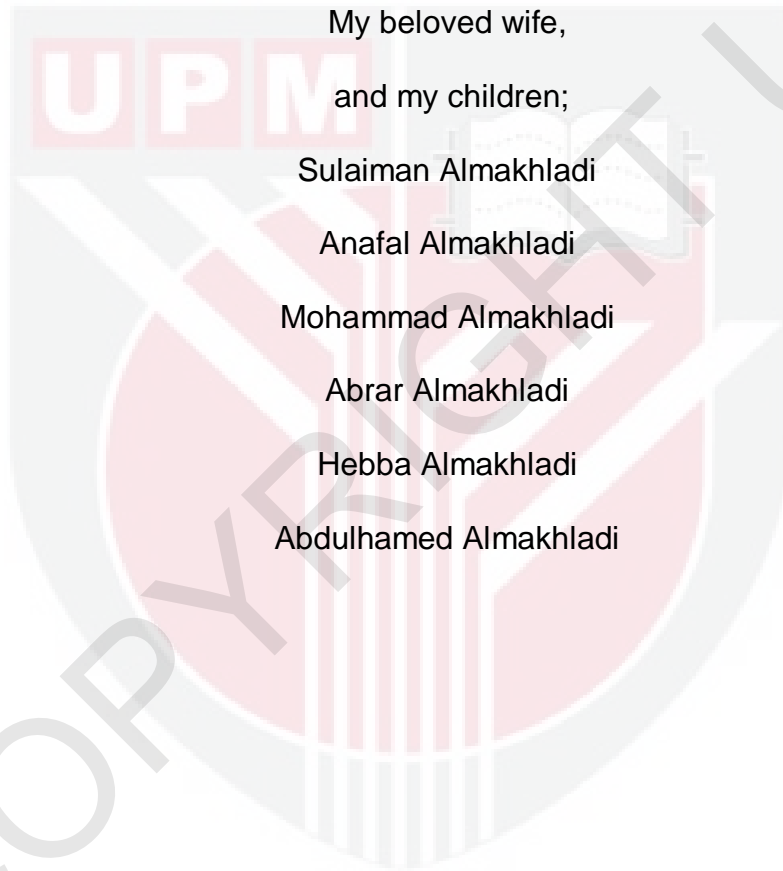 UPM
My beloved wife,
and my children;
Sulaiman Almakhladi
Anafal Almakhladi
Mohammad Almakhladi
Abrar Almakhladi
Hebba Almakhladi
Abdulhamed Almakhladi
OPYRIGHT U